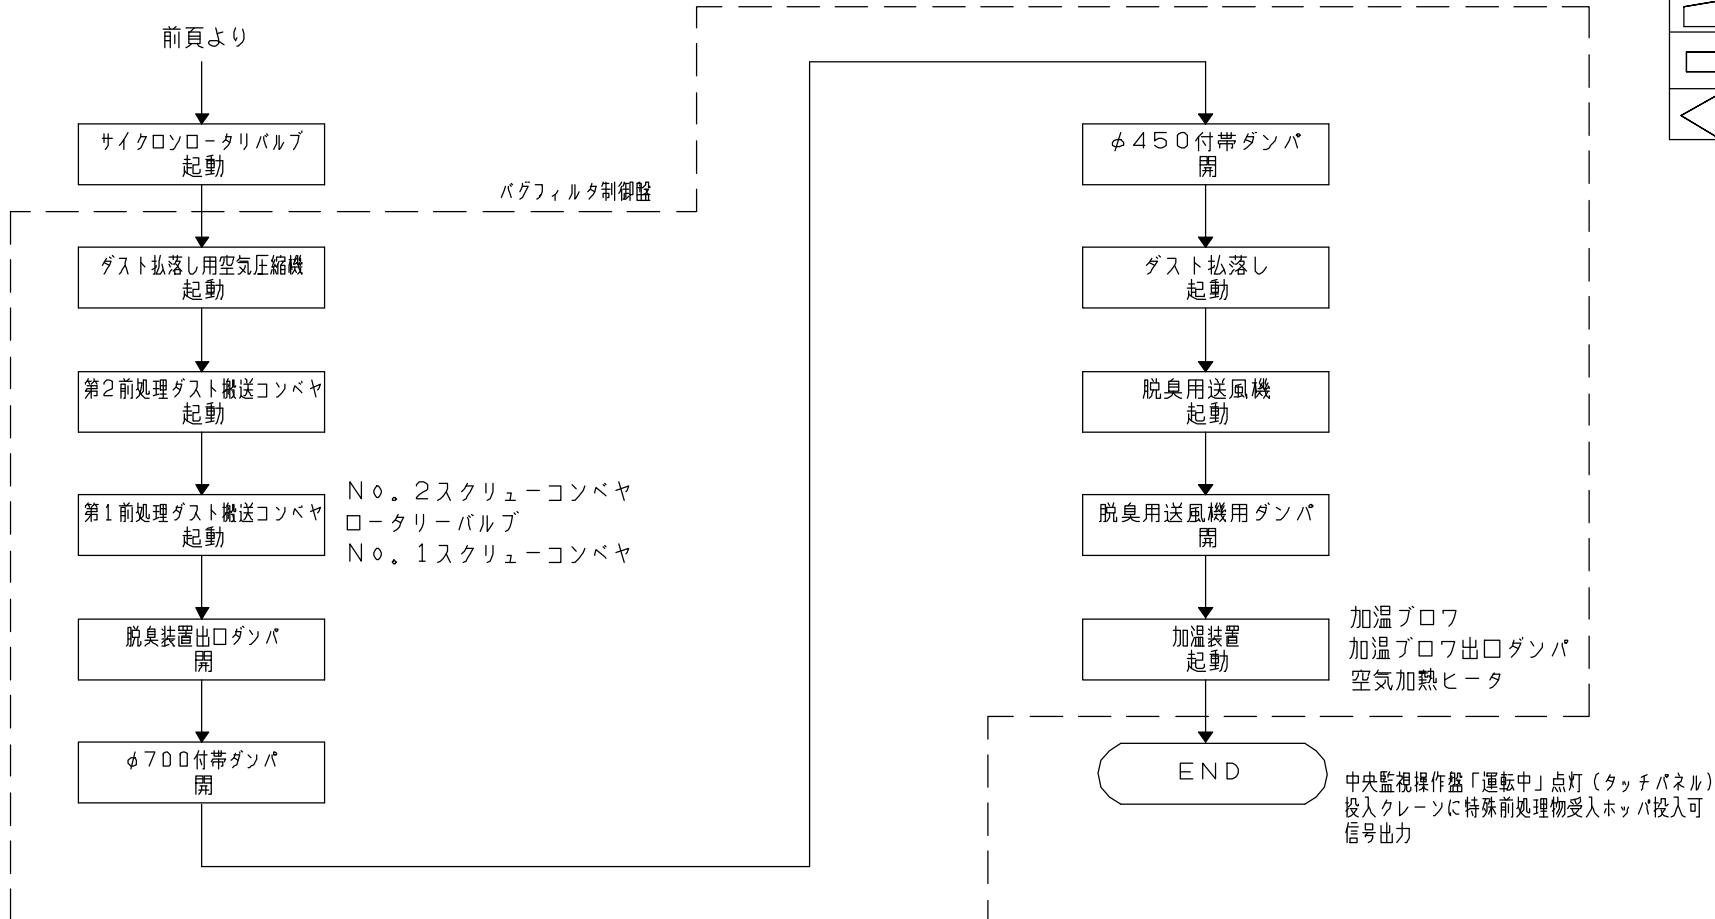 前頁より
サイクロンロータリバルブ
起動
バグフィルタ制御盤
ダスト払落し用空気圧縮機
起動
第2前処理ダスト搬送コンベヤ
起動
第1前処理ダスト搬送コンベヤ
起動
No。2スクリューコンベヤ
ロータリーバルブ
No。1スクリューコンベヤ
脱臭装置出口ダンパ
開
φ700付帯ダンパ
開
φ450付帯ダンパ
開
ダスト払落し
起動
脱臭用送風機
起動
脱臭用送風機用ダンパ
開
加温装置
起動
加温ブロワ
加温ブロワ出口ダンパ
空気加熱ヒータ
END
中央監視操作盤「運転中」点灯(タッチパネル)
投入クレーンに特殊前処理物受入ホッパ投入可
信号出力